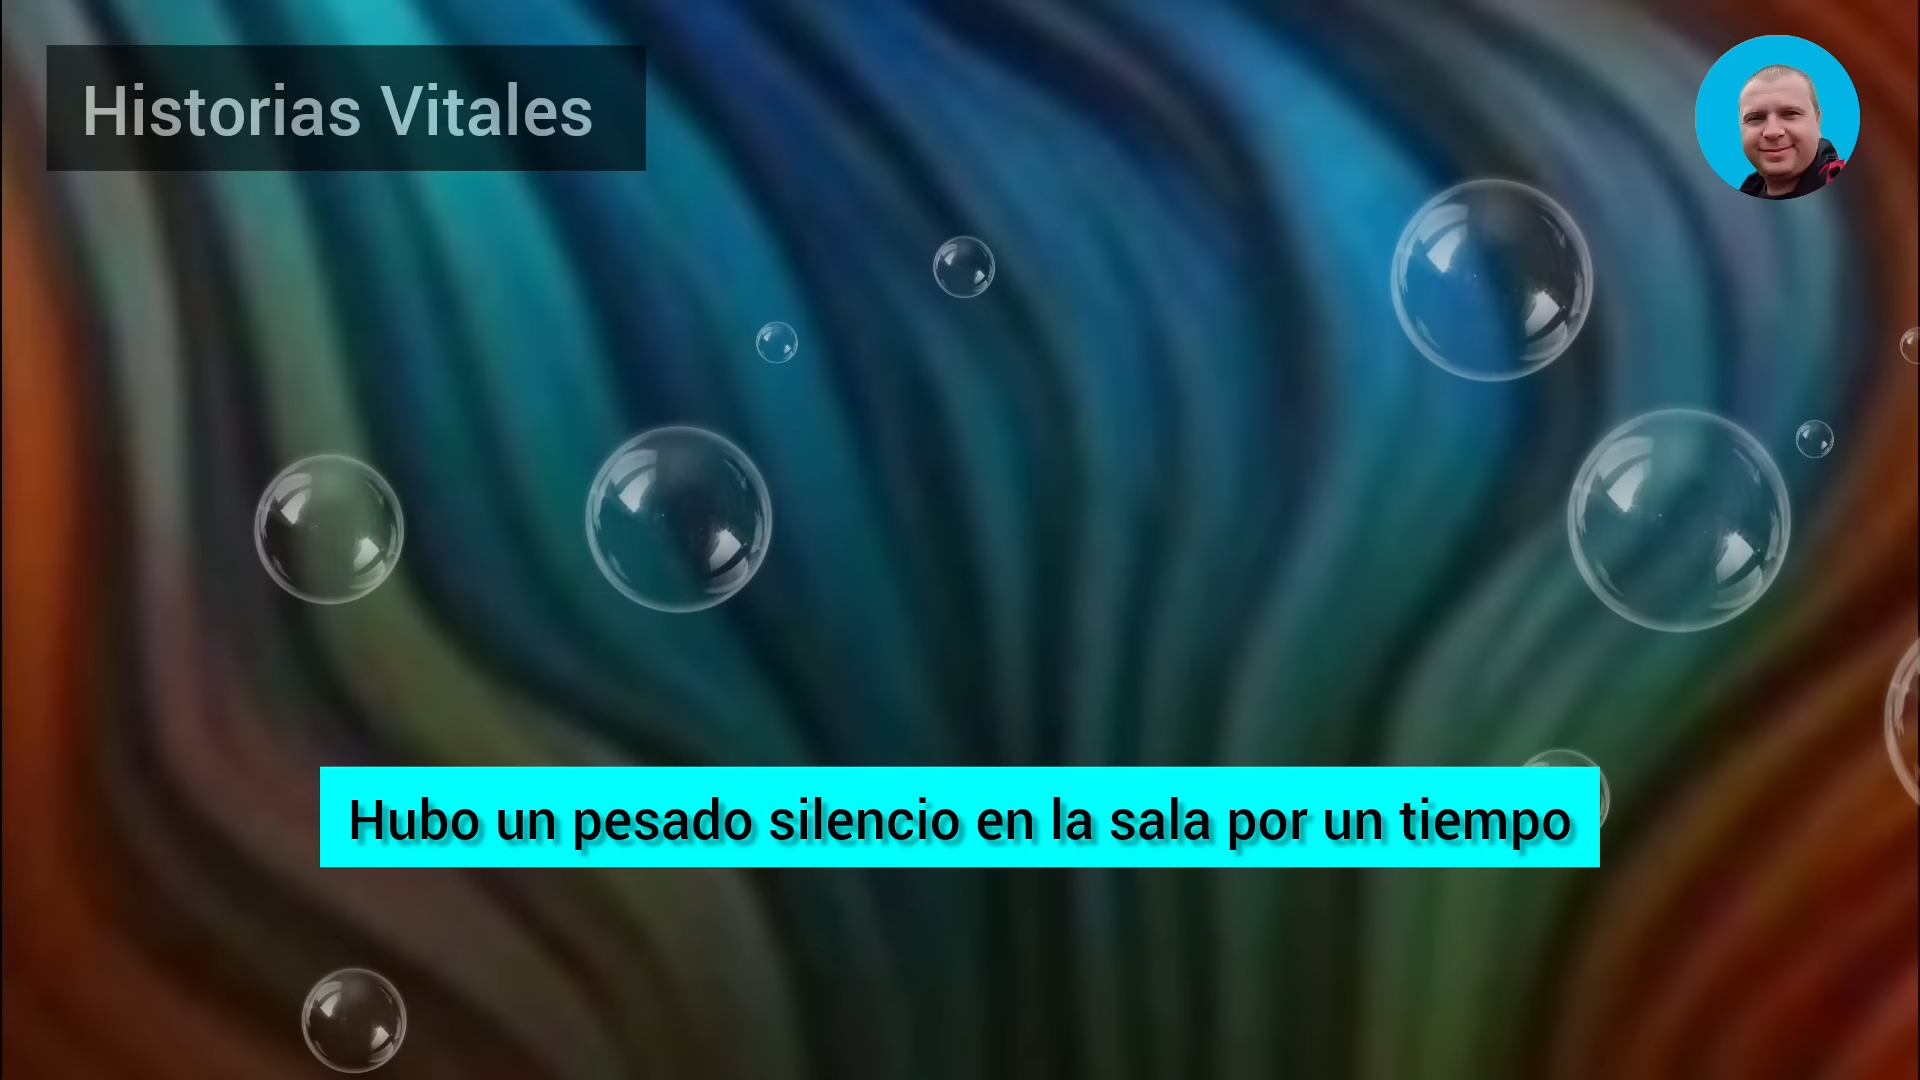 Historias Vitales
Hubo un pesado silencio en la sala por un tiempo